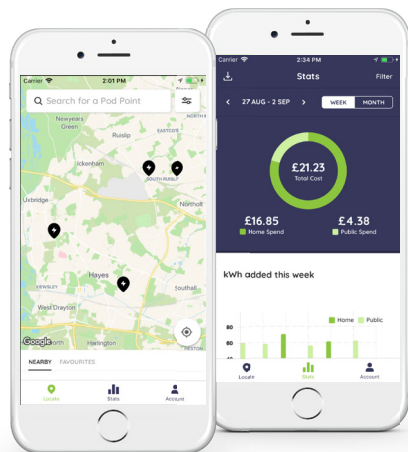 Carrier 2:01 PM
Search for a Pod Point
Newyears
Green
Ruislip
EASTCOTE
Ickenham
SOUTH RUISLIP
Uxbridge
Northolt
Hayes
YIEWSLEY
Southall
West Drayton
Google
Harlington
HESTON
NEARBY FAVOURITES
Locate Stats Account
Carrier 2:34 PM
Stats Filter
27 AUG - 2 SEP WEEK MONTH
£21.23
Total Cost
£16.85 £4.38
Home Spend Public Spend
kWh added this week
Home Public
80
60
40
Locate Stats Account